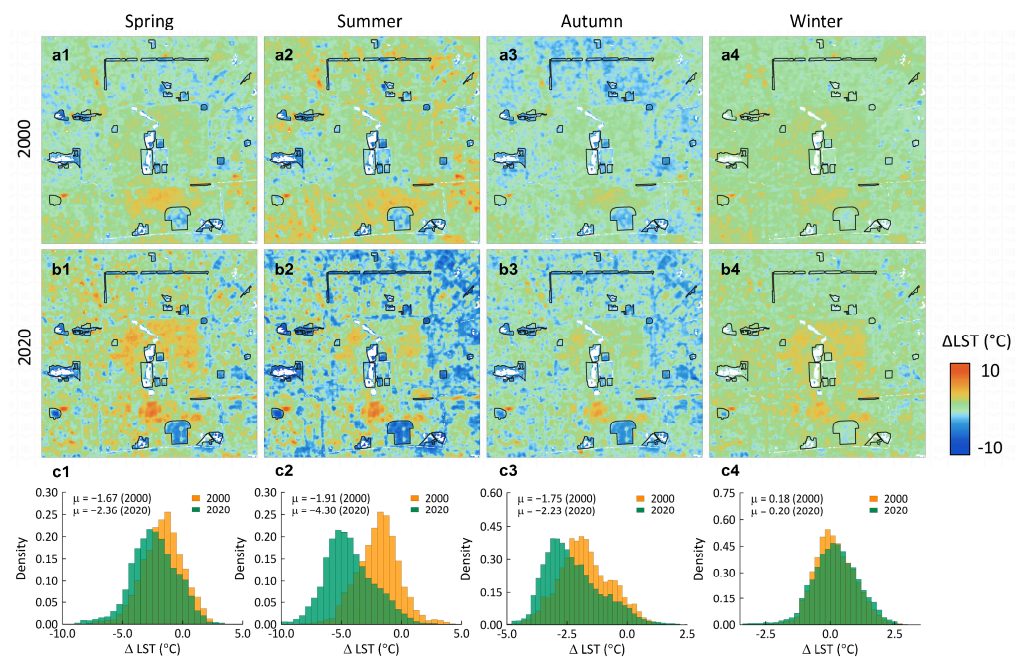 Spring Summer Autumn Winter
a1 a2 a3 a4
2000
b1 b2 b3 b4
2020
ΔLST (°C)
10
-10
c1 c2 c3 c4
0.30 0.25 0.20 0.15 0.10 0.05 0.00
Density
μ = −1.67 (2000)
μ = −2.36 (2020)
2000
2020
-10.0 -5.0 0.0 5.0
Δ LST (°C)
0.30 0.25 0.20 0.15 0.10 0.05 0.00
Density
μ = −1.91 (2000)
μ = −4.30 (2020)
2000
2020
-10.0 -5.0 0.0 5.0
Δ LST (°C)
0.60 0.45 0.30 0.15 0.00
Density
μ = −1.75 (2000)
μ − −2.23 (2020)
2000
2020
-5.0 -2.5 0.0 2.5
Δ LST (°C)
0.75 0.60 0.45 0.30 0.15 0.00
Density
μ = 0.18 (2000)
μ − 0.20 (2020)
2000
2020
-2.5 0.0 2.5
Δ LST (°C)